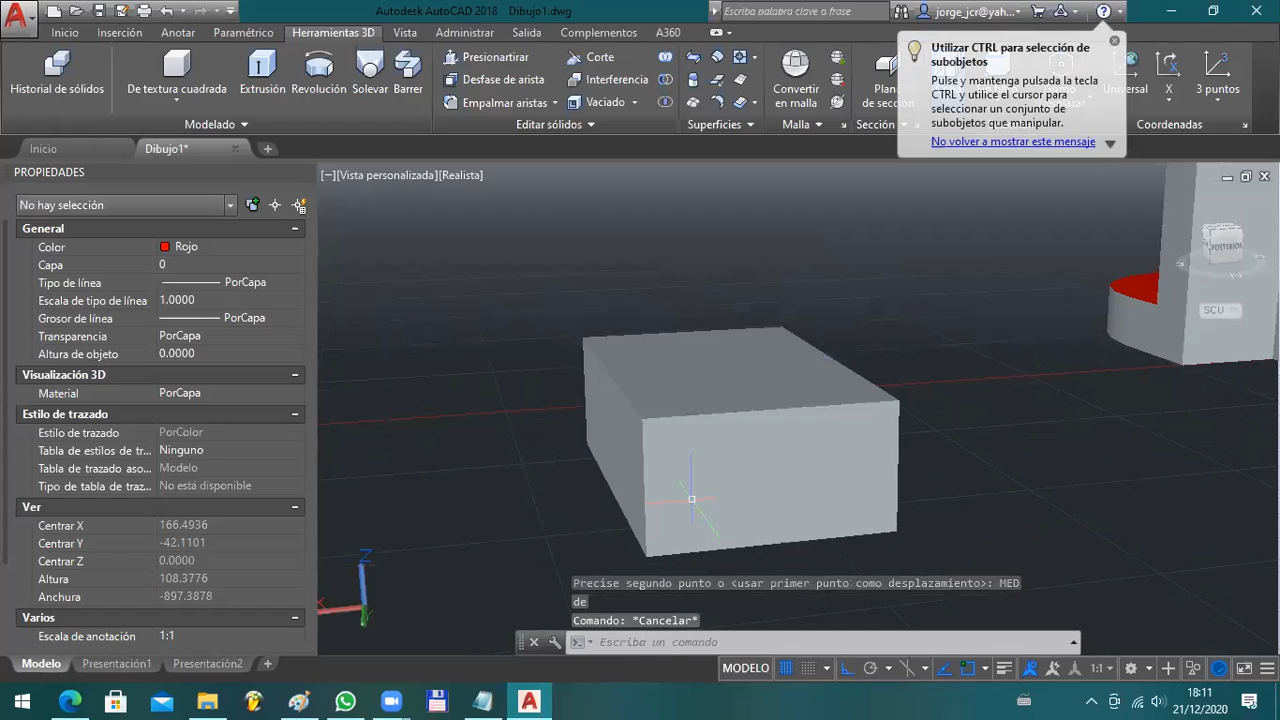 Autodesk AutoCAD 2018 Dibujo1.dwg
Escriba palabra clave o frase
jorge_jcr@yah...
Inicio Inserción Anotar Paramétrico Herramientas 3D Vista Administrar Salida Complementos A360
Historial de sólidos
De textura cuadrada
Extrusión
Revolución
Solevar
Barrer
Presionartirar
Desfase de arista
Empalmar aristas
Corte
Interferencia
Vaciado
Convertir
en malla
Plano
de sección
Universal
X
3 puntos
Modelado
Editar sólidos
Superficies
Malla
Sección
Coordenadas
Utilizar CTRL para selección de
subobjetos
Pulse y mantenga pulsada la tecla
CTRL y utilice el cursor para
seleccionar un conjunto de
subobjetos que manipular.
No volver a mostrar este mensaje
Inicio
Dibujo1*
PROPIEDADES
No hay selección
General
Color Rojo
Capa 0
Tipo de línea PorCapa
Escala de tipo de línea 1.0000
Grosor de línea PorCapa
Transparencia PorCapa
Altura de objeto 0.0000
Visualización 3D
Material PorCapa
Estilo de trazado
Estilo de trazado PorColor
Tabla de estilos de tr... Ninguno
Tabla de trazado aso... Modelo
Tipo de tabla de traz... No está disponible
Ver
Centrar X 166.4936
Centrar Y -42.1101
Centrar Z 0.0000
Altura 108.3776
Anchura -897.3878
Varios
Escala de anotación 1:1
[−][Vista personalizada][Realista]
POSTERIOR
SCU
Z
X
Y
Precise segundo punto o <usar primer punto como desplazamiento>: MED
de
Comando: *Cancelar*
Escriba un comando
Modelo Presentación1 Presentación2
MODELO
1:1
18:11
21/12/2020